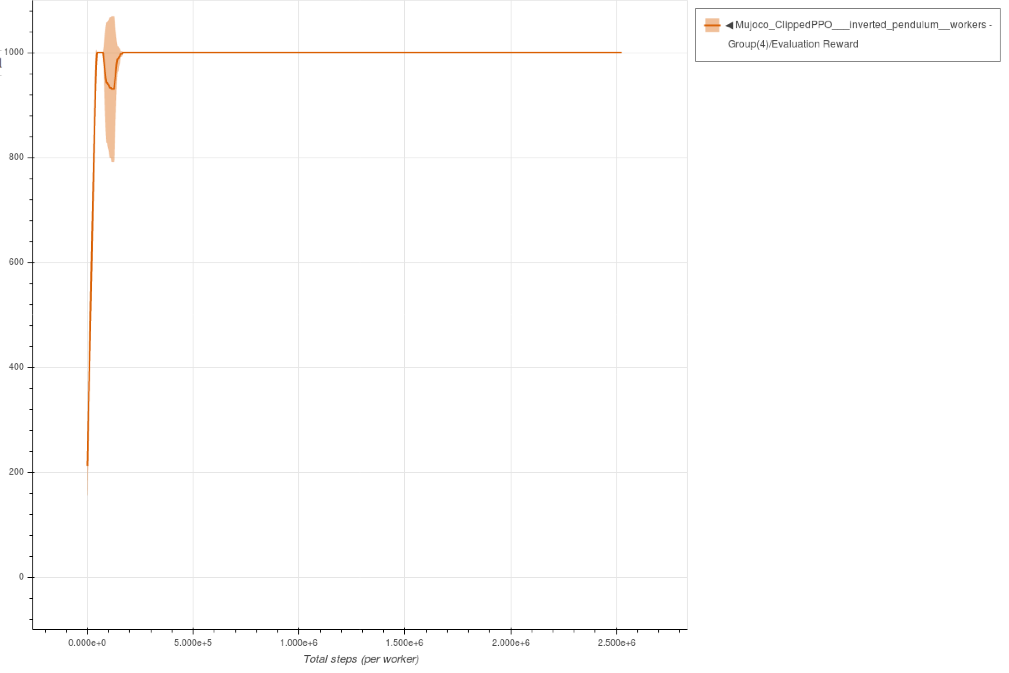 1000
800
600
400
200
0
0.000e+0 5.000e+5 1.000e+6 1.500e+6 2.000e+6 2.500e+6
Total steps (per worker)
◀ Mujoco_ClippedPPO___inverted_pendulum__workers -
Group(4)/Evaluation Reward